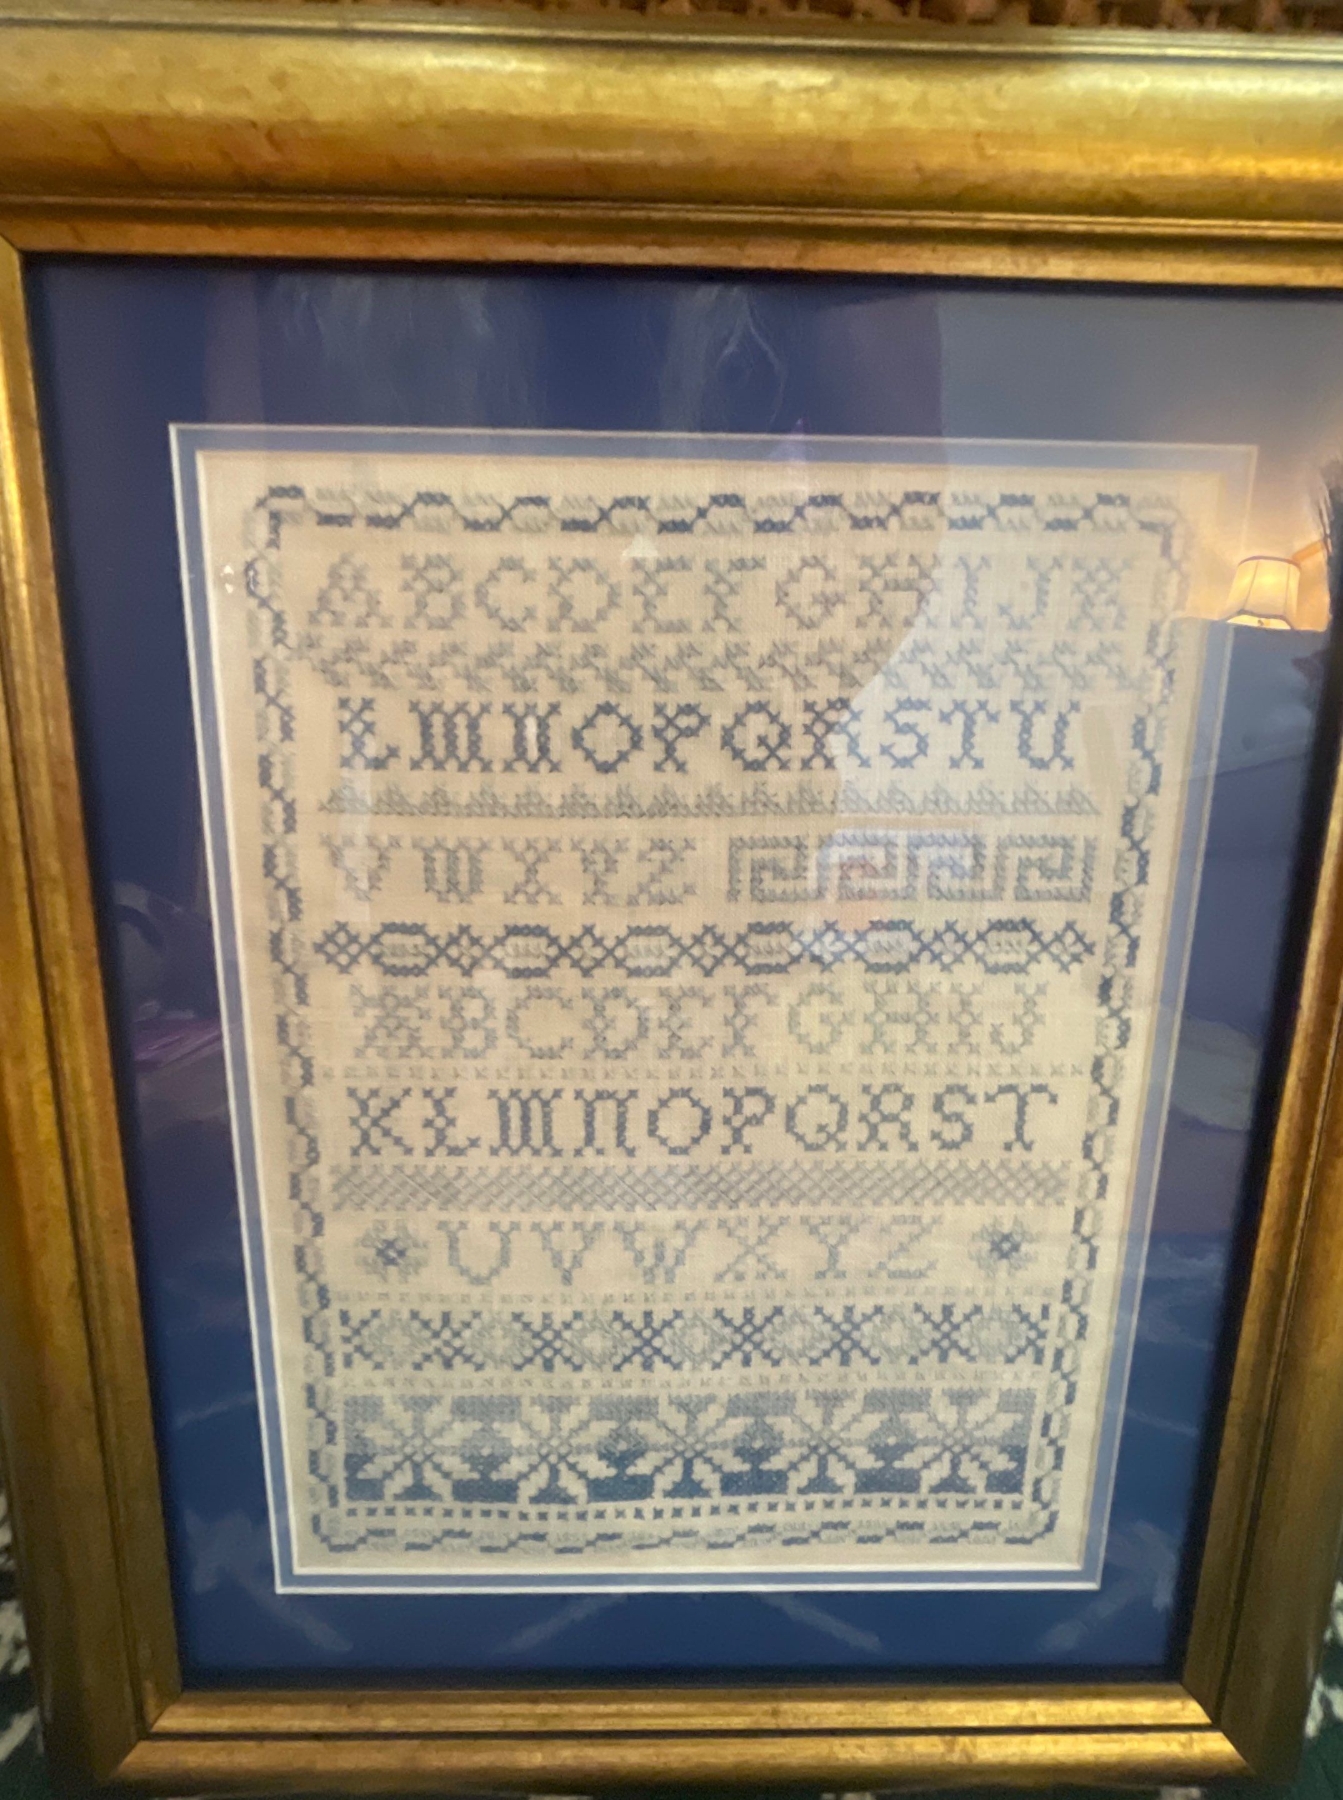 ABCDEFGHIJK
LMNOPQRSTU
VWXYZ
ABCDEFGHIJ
KLMNOPQRST
UVWXYZ